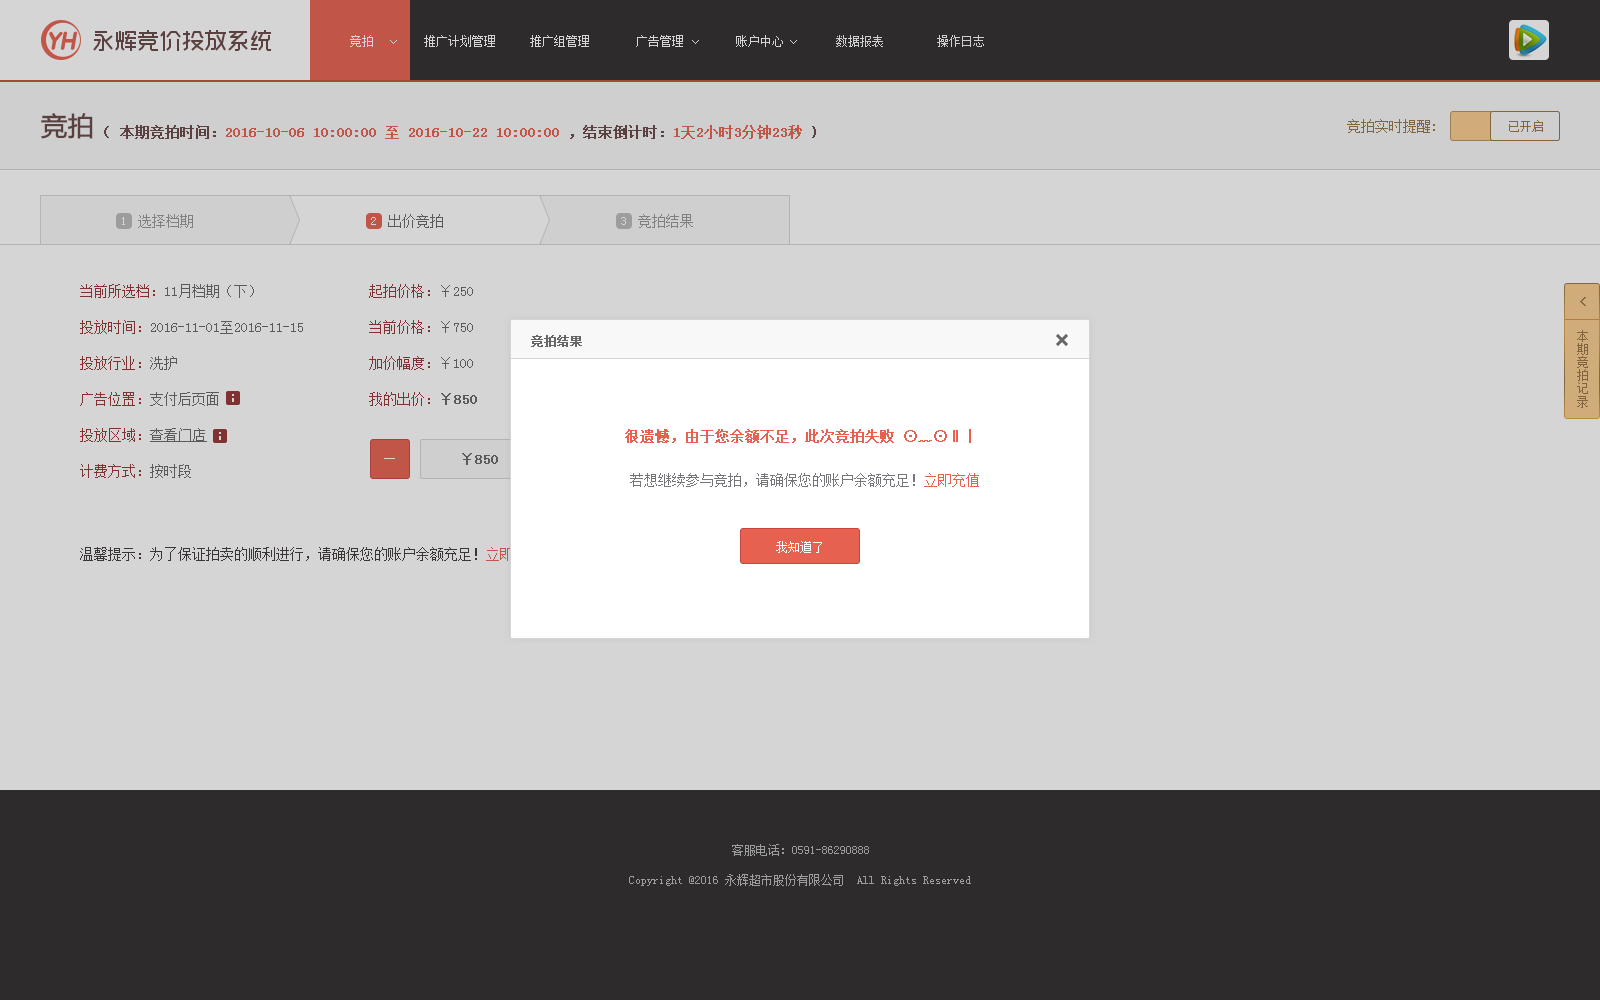 YH 永辉竞价投放系统
竞拍 推广计划管理 推广组管理 广告管理 账户中心 数据报表 操作日志
竞拍 ( 本期竞拍时间：2016-10-06 10:00:00 至 2016-10-22 10:00:00 ，结束倒计时：1天2小时3分钟23秒 )
竞拍实时提醒： 已开启
1 选择档期 2 出价竞拍 3 竞拍结果
当前所选档：11月档期（下） 起拍价格：￥250
投放时间：2016-11-01至2016-11-15 当前价格：￥750
投放行业：洗护 加价幅度：￥100
广告位置：支付后页面 我的出价：￥850
投放区域：查看门店
计费方式：按时段
－ ￥850
温馨提示：为了保证拍卖的顺利进行，请确保您的账户余额充足！立即
本期竞拍记录
竞拍结果
很遗憾，由于您余额不足，此次竞拍失败 ⊙﹏⊙‖∣
若想继续参与竞拍，请确保您的账户余额充足！立即充值
我知道了
客服电话：0591-86290888
Copyright @2016 永辉超市股份有限公司 All Rights Reserved